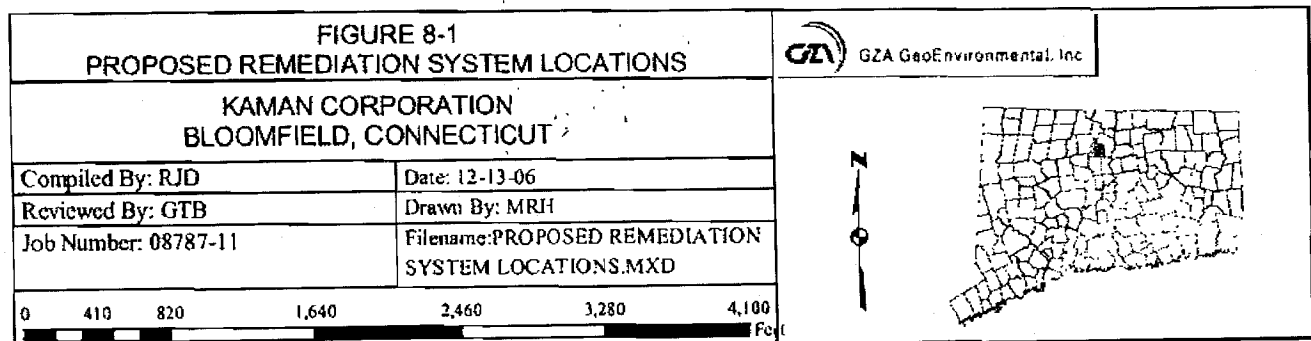 FIGURE 8-1
PROPOSED REMEDIATION SYSTEM LOCATIONS
KAMAN CORPORATION
BLOOMFIELD, CONNECTICUT
Compiled By: RJD
Date: 12-13-06
Reviewed By: GTB
Drawn By: MRH
Job Number: 08787-11
Filename:PROPOSED REMEDIATION
SYSTEM LOCATIONS.MXD
0 410 820 1,640 2,460 3,280 4,100
Feet
GZA GZA GeoEnvironmental, Inc
N